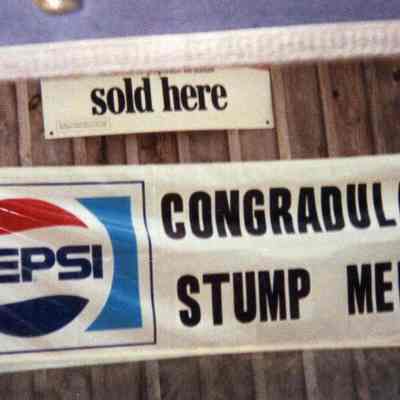 sold here
EPSI
CONGRADUL
STUMP ME